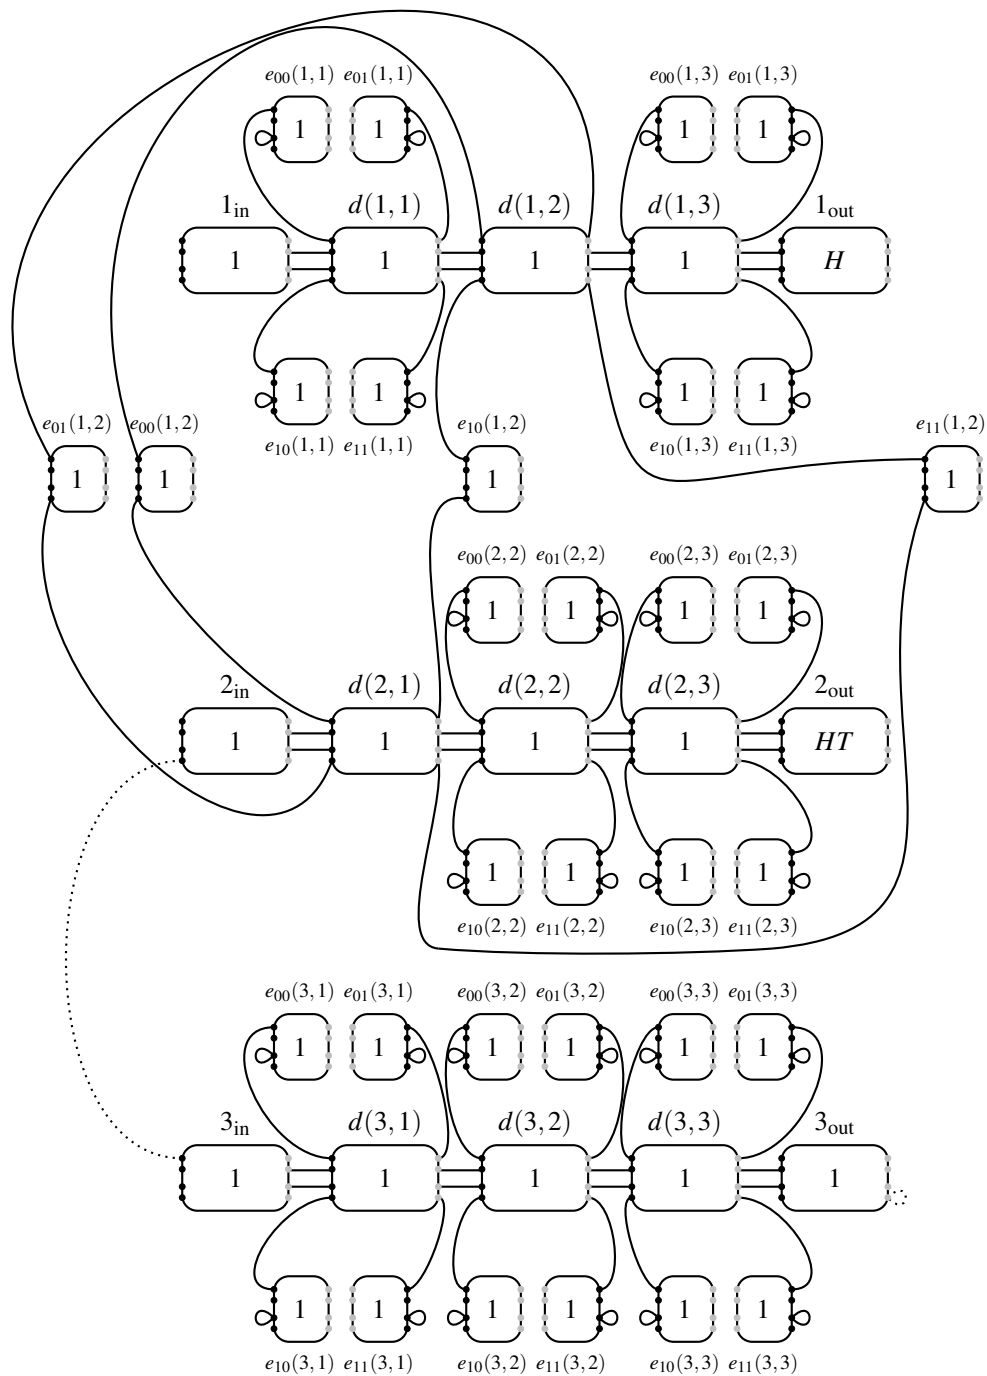 e₀₀(1,1) e₀₁(1,1) e₀₀(1,3) e₀₁(1,3)
1 1 1 1
1in d(1,1) d(1,2) d(1,3) 1out
1 1 1 1 H
1 1 1 1
e₁₀(1,1) e₁₁(1,1) e₁₀(1,3) e₁₁(1,3)
e₀₁(1,2) e₀₀(1,2) e₁₀(1,2) e₁₁(1,2)
1 1 1 1
e₀₀(2,2) e₀₁(2,2) e₀₀(2,3) e₀₁(2,3)
1 1 1 1
2in d(2,1) d(2,2) d(2,3) 2out
1 1 1 1 HT
1 1 1 1
e₁₀(2,2) e₁₁(2,2) e₁₀(2,3) e₁₁(2,3)
e₀₀(3,1) e₀₁(3,1) e₀₀(3,2) e₀₁(3,2) e₀₀(3,3) e₀₁(3,3)
1 1 1 1 1 1
3in d(3,1) d(3,2) d(3,3) 3out
1 1 1 1 1
1 1 1 1 1 1
e₁₀(3,1) e₁₁(3,1) e₁₀(3,2) e₁₁(3,2) e₁₀(3,3) e₁₁(3,3)